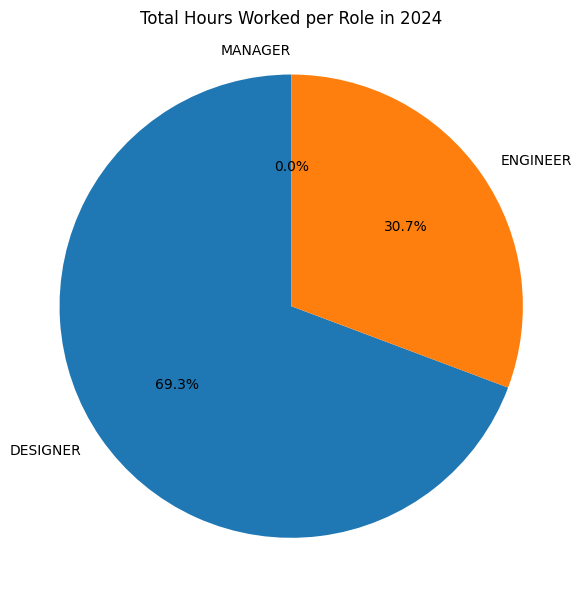 Total Hours Worked per Role in 2024
MANAGER
0.0%
ENGINEER
30.7%
69.3%
DESIGNER